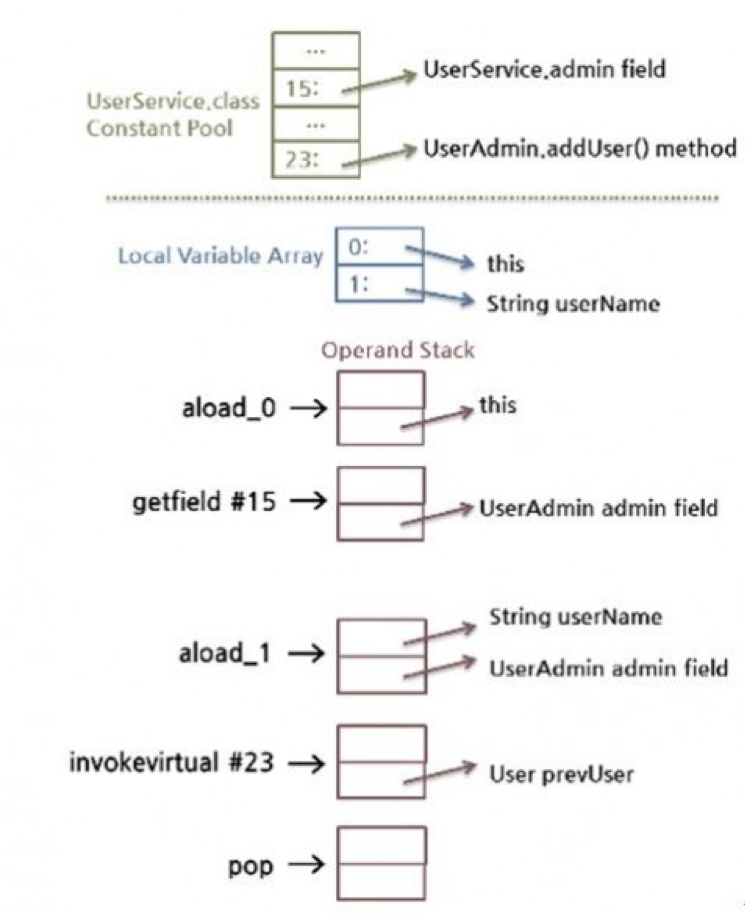 ...
15:
UserService.admin field
UserService.class
Constant Pool
...
23:
UserAdmin.addUser() method
Local Variable Array
0:
this
1:
String userName
Operand Stack
aload_0
this
getfield #15
UserAdmin admin field
String userName
aload_1
UserAdmin admin field
invokevirtual #23
User prevUser
pop